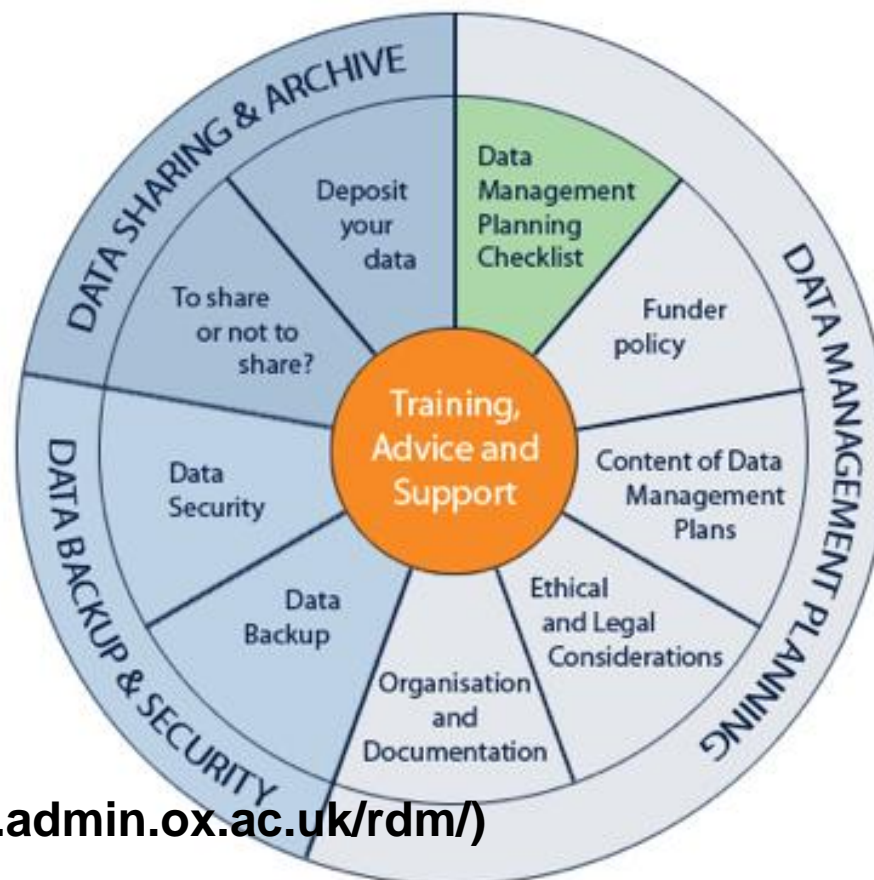 DATA SHARING & ARCHIVE
Deposit
your
data
To share
or not to
share?
Data
Management
Planning
Checklist
Funder
policy
DATA MANAGEMENT PLANNING
Training,
Advice and
Support
Content of Data
Management
Plans
Data
Security
Ethical
and Legal
Considerations
Data
Backup
Organisation
and
Documentation
DATA BACKUP & SECURITY
.admin.ox.ac.uk/rdm/)